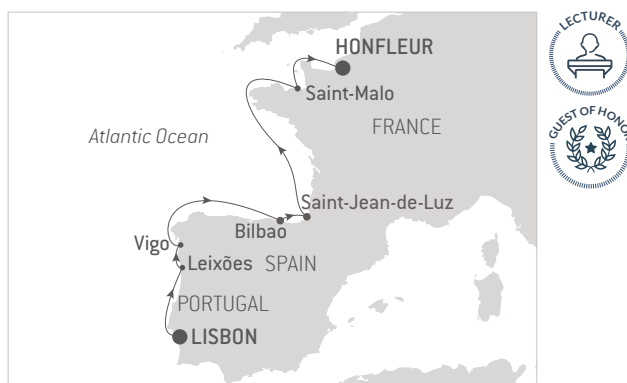 LECTURER
HONFLEUR
Saint-Malo
FRANCE
GUEST OF HONOR
Atlantic Ocean
Saint-Jean-de-Luz
Bilbao
Vigo
Leixões
SPAIN
PORTUGAL
LISBON